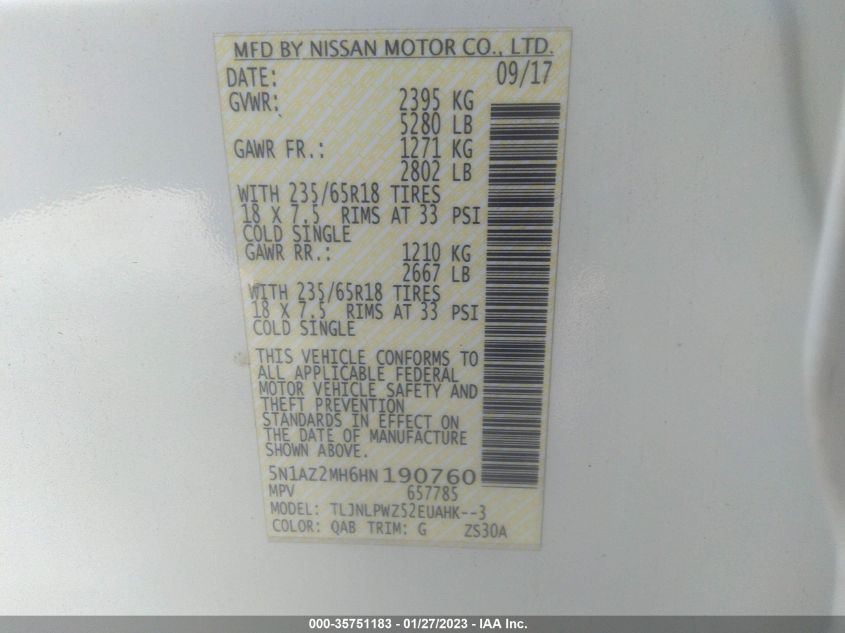 MFD BY NISSAN MOTOR CO., LTD.
DATE: 09/17
GVWR: 2395 KG
5280 LB
GAWR FR.: 1271 KG
2802 LB
WITH 235/65R18 TIRES
18 X 7.5 RIMS AT 33 PSI
COLD SINGLE
GAWR RR.: 1210 KG
2667 LB
WITH 235/65R18 TIRES
18 X 7.5 RIMS AT 33 PSI
COLD SINGLE
THIS VEHICLE CONFORMS TO
ALL APPLICABLE FEDERAL
MOTOR VEHICLE SAFETY AND
THEFT PREVENTION
STANDARDS IN EFFECT ON
THE DATE OF MANUFACTURE
SHOWN ABOVE.
5N1AZ2MH6HN190760
MPV 657785
MODEL: TLJNLPWZ52EUAHK--3
COLOR: QAB TRIM: G ZS30A
000-35751183 - 01/27/2023 - IAA Inc.